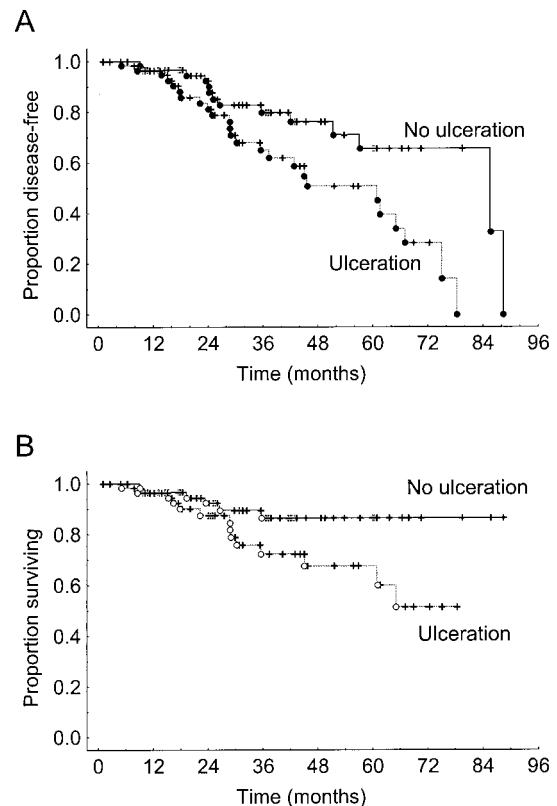 A
Proportion disease-free
1.0
0.8
0.6
0.4
0.2
0.0
No ulceration
Ulceration
0 12 24 36 48 60 72 84 96
Time (months)
B
Proportion surviving
1.0
0.8
0.6
0.4
0.2
0.0
No ulceration
Ulceration
0 12 24 36 48 60 72 84 96
Time (months)